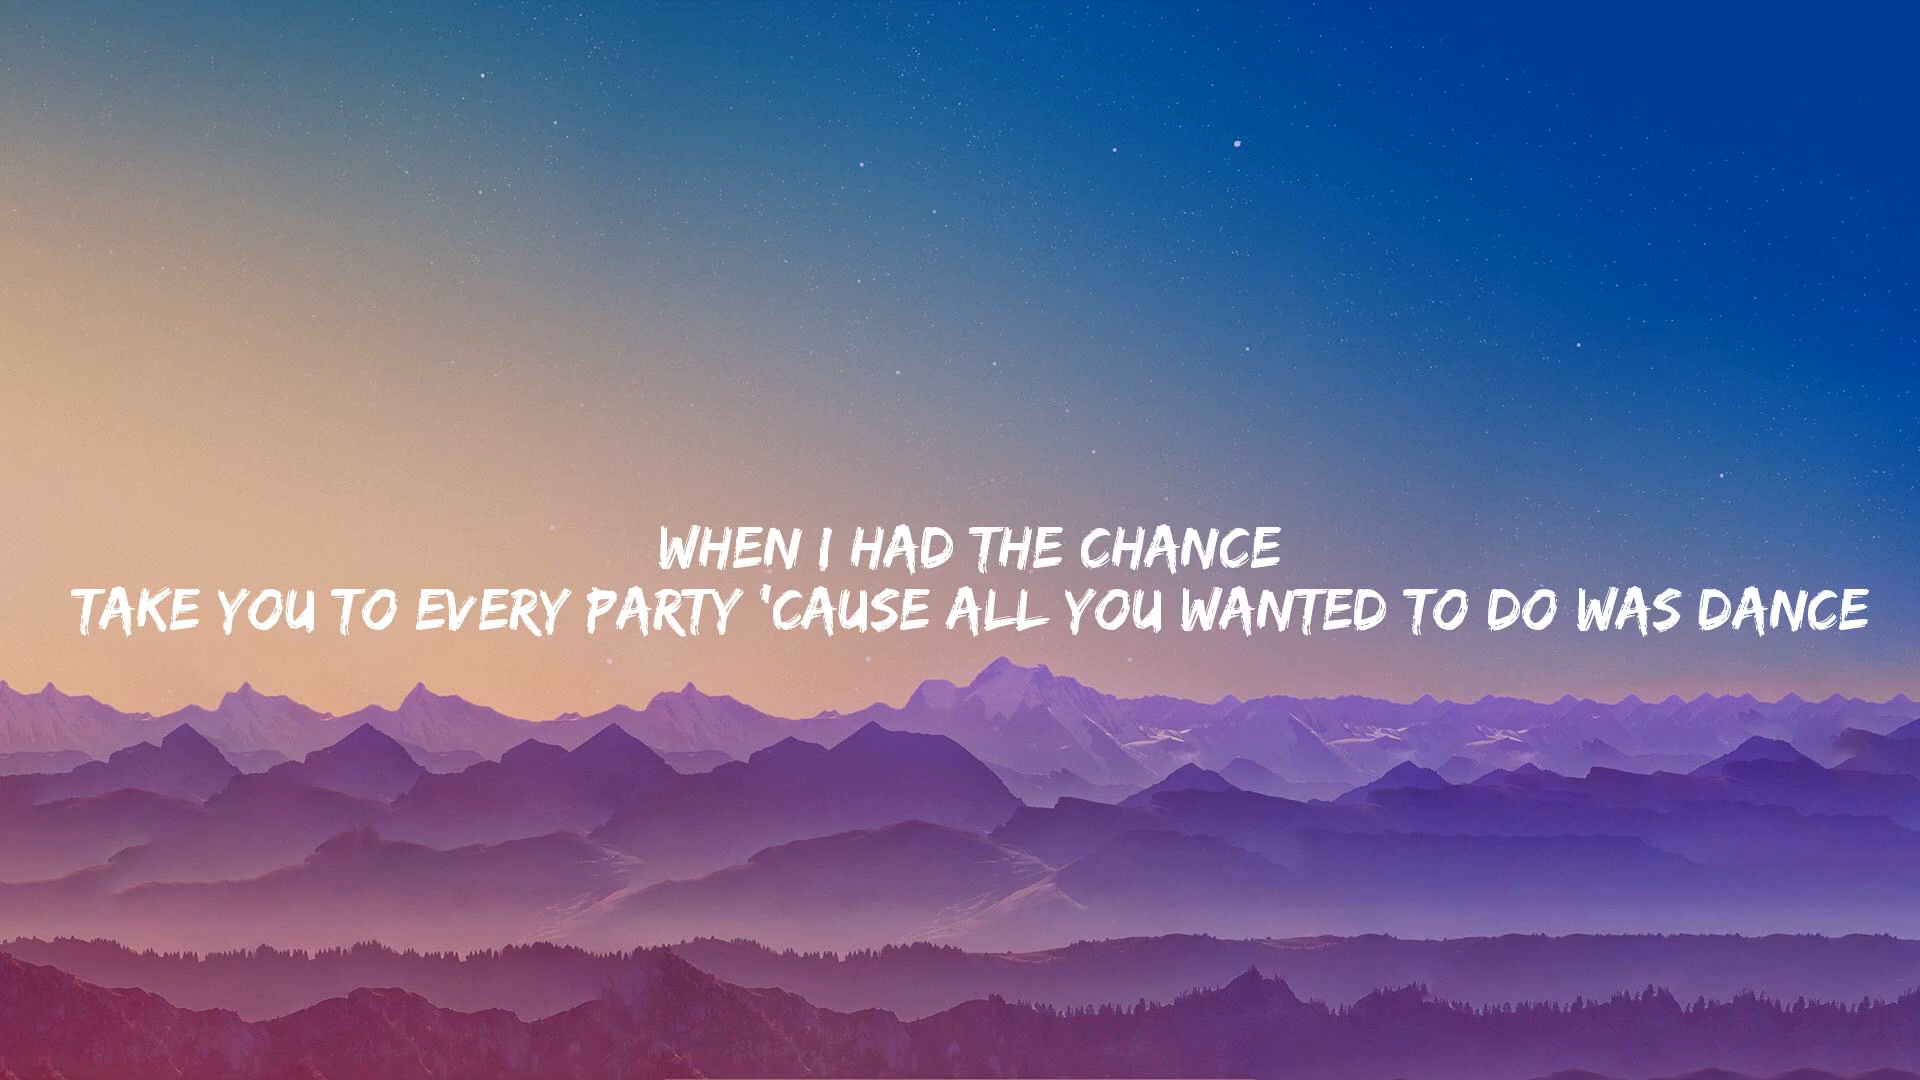 WHEN I HAD THE CHANCE
TAKE YOU TO EVERY PARTY 'CAUSE ALL YOU WANTED TO DO WAS DANCE